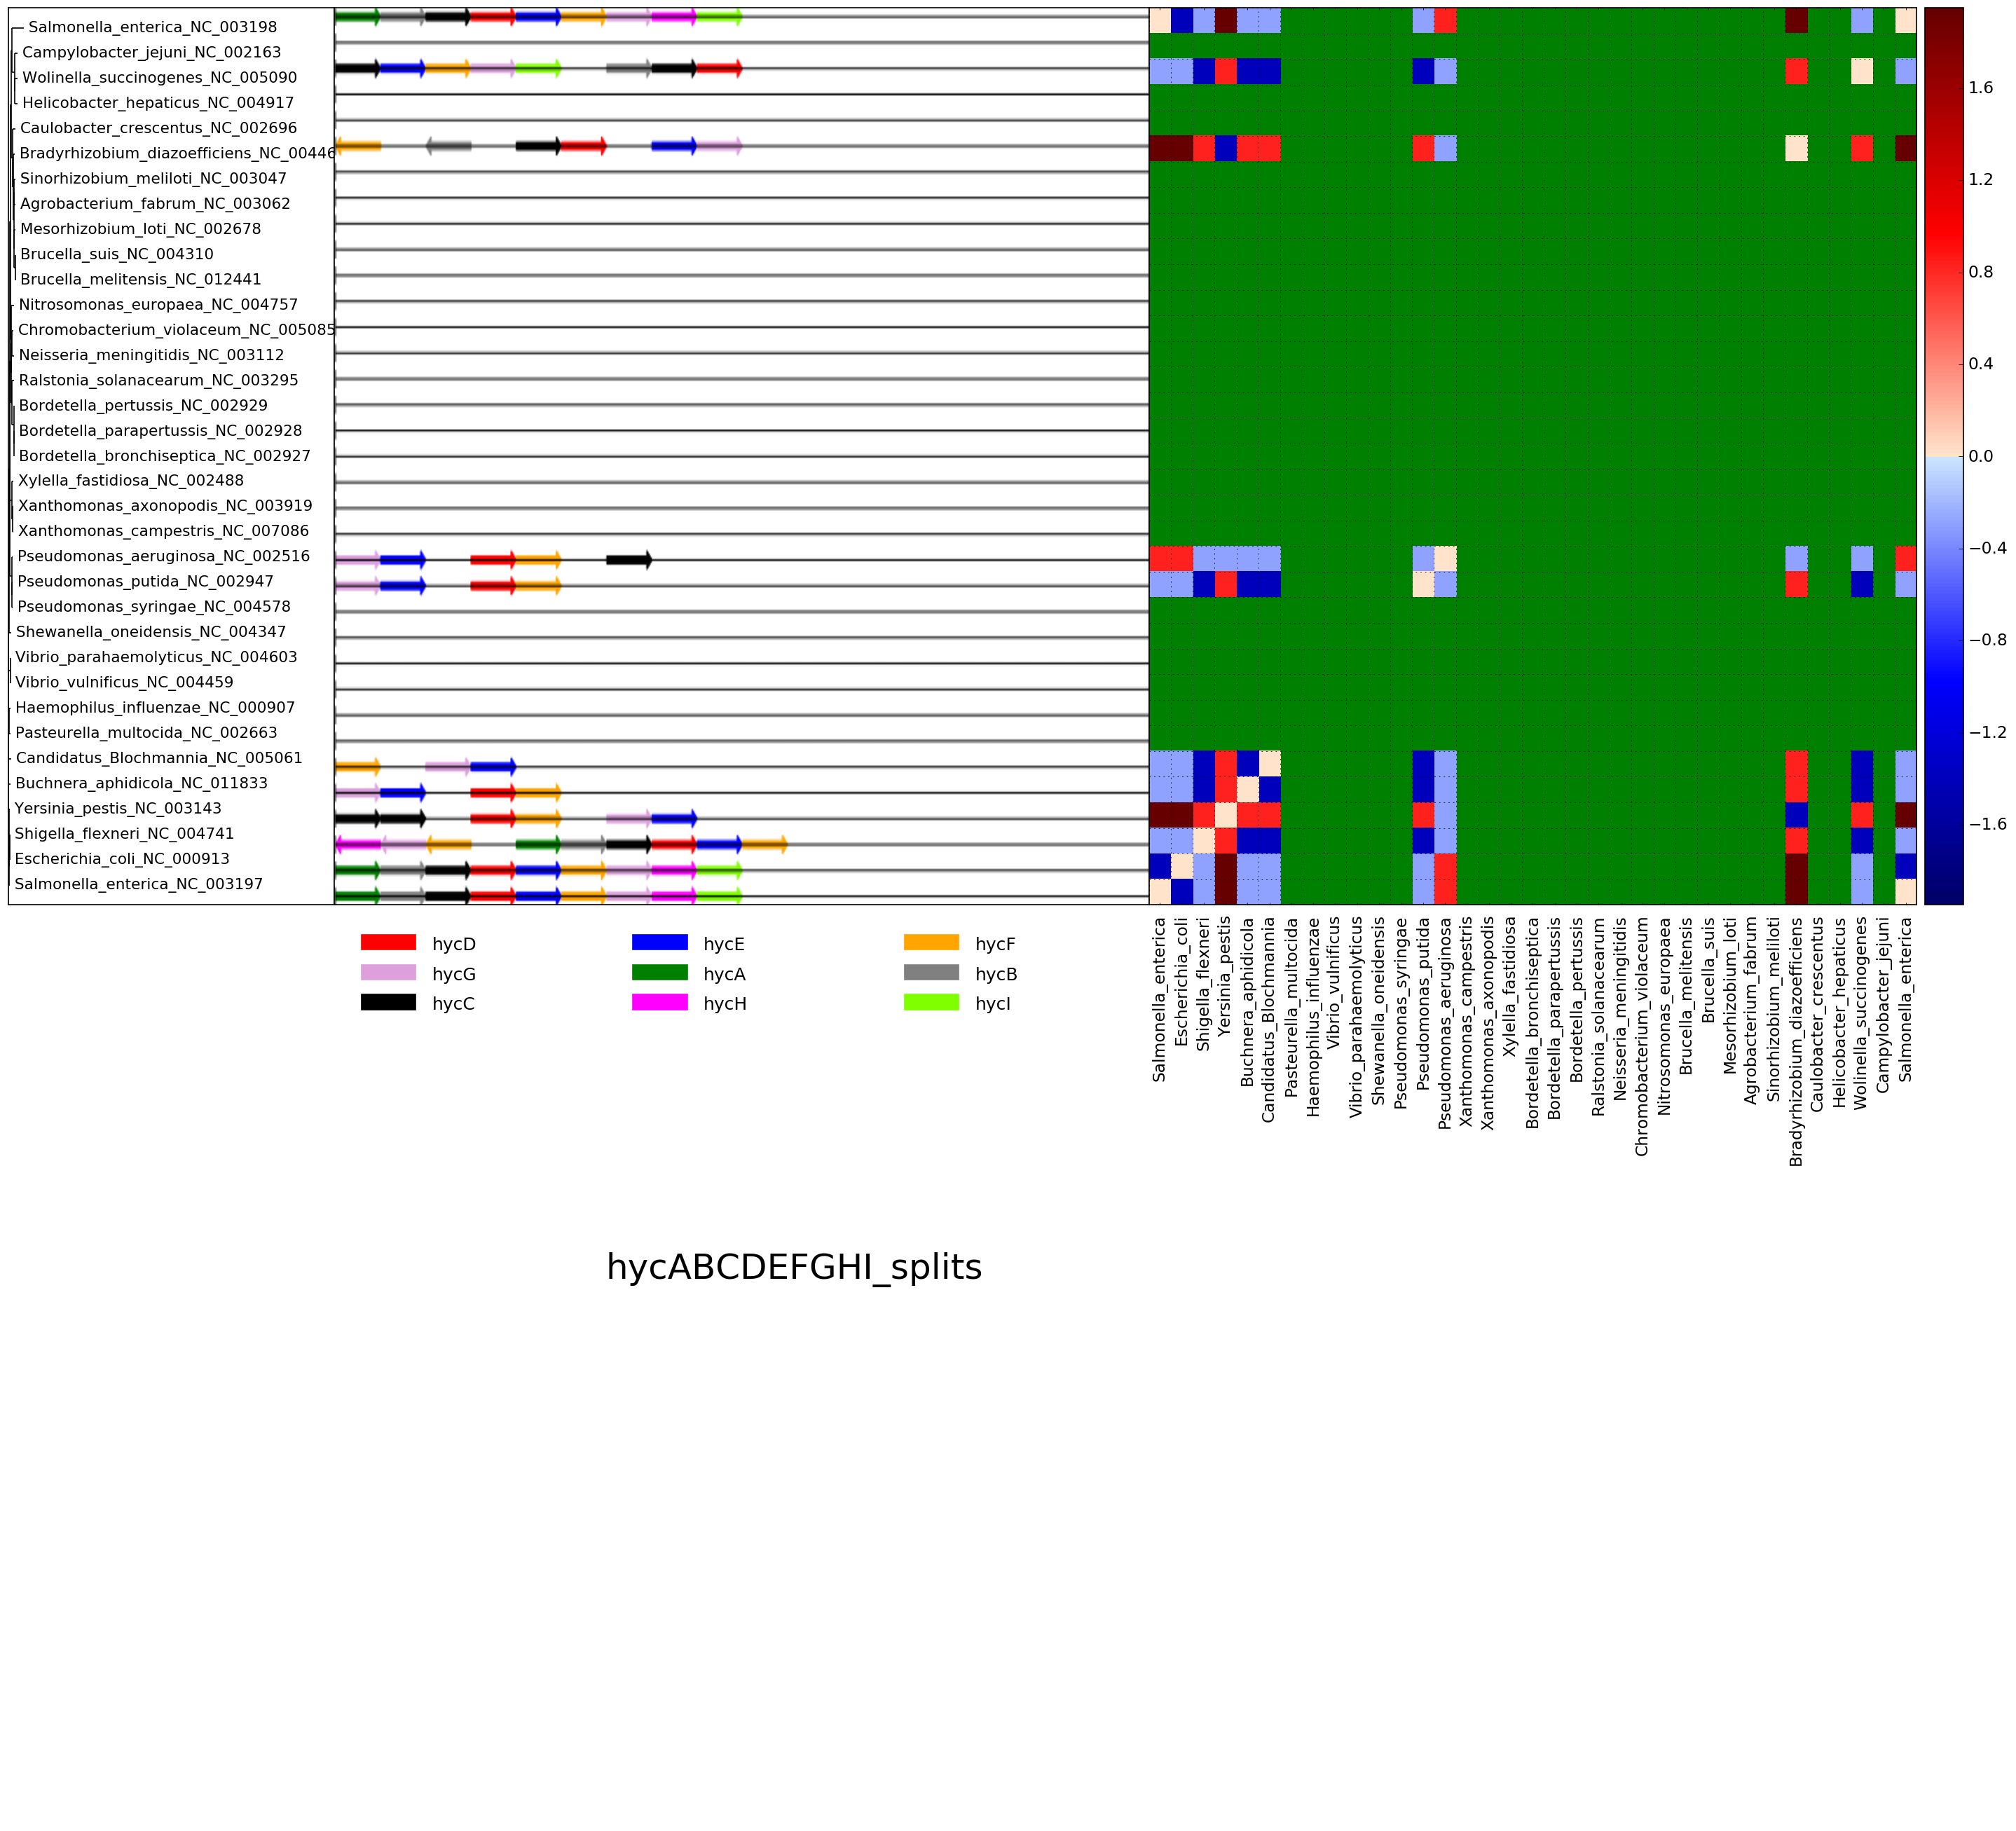 Salmonella_enterica_NC_003198
Campylobacter_jejuni_NC_002163
Wolinella_succinogenes_NC_005090
Helicobacter_hepaticus_NC_004917
Caulobacter_crescentus_NC_002696
Bradyrhizobium_diazoefficiens_NC_00446
Sinorhizobium_meliloti_NC_003047
Agrobacterium_fabrum_NC_003062
Mesorhizobium_loti_NC_002678
Brucella_suis_NC_004310
Brucella_melitensis_NC_012441
Nitrosomonas_europaea_NC_004757
Chromobacterium_violaceum_NC_005085
Neisseria_meningitidis_NC_003112
Ralstonia_solanacearum_NC_003295
Bordetella_pertussis_NC_002929
Bordetella_parapertussis_NC_002928
Bordetella_bronchiseptica_NC_002927
Xylella_fastidiosa_NC_002488
Xanthomonas_axonopodis_NC_003919
Xanthomonas_campestris_NC_007086
Pseudomonas_aeruginosa_NC_002516
Pseudomonas_putida_NC_002947
Pseudomonas_syringae_NC_004578
Shewanella_oneidensis_NC_004347
Vibrio_parahaemolyticus_NC_004603
Vibrio_vulnificus_NC_004459
Haemophilus_influenzae_NC_000907
Pasteurella_multocida_NC_002663
Candidatus_Blochmannia_NC_005061
Buchnera_aphidicola_NC_011833
Yersinia_pestis_NC_003143
Shigella_flexneri_NC_004741
Escherichia_coli_NC_000913
Salmonella_enterica_NC_003197
1.6
1.2
0.8
0.4
0.0
−0.4
−0.8
−1.2
−1.6
hycD hycE hycF
hycG hycA hycB
hycC hycH hycI
Salmonella_enterica
Escherichia_coli
Shigella_flexneri
Yersinia_pestis
Buchnera_aphidicola
Candidatus_Blochmannia
Pasteurella_multocida
Haemophilus_influenzae
Vibrio_vulnificus
Vibrio_parahaemolyticus
Shewanella_oneidensis
Pseudomonas_syringae
Pseudomonas_putida
Pseudomonas_aeruginosa
Xanthomonas_campestris
Xanthomonas_axonopodis
Xylella_fastidiosa
Bordetella_bronchiseptica
Bordetella_parapertussis
Bordetella_pertussis
Ralstonia_solanacearum
Neisseria_meningitidis
Chromobacterium_violaceum
Nitrosomonas_europaea
Brucella_melitensis
Brucella_suis
Mesorhizobium_loti
Agrobacterium_fabrum
Sinorhizobium_meliloti
Bradyrhizobium_diazoefficiens
Caulobacter_crescentus
Helicobacter_hepaticus
Wolinella_succinogenes
Campylobacter_jejuni
Salmonella_enterica
hycABCDEFGHI_splits